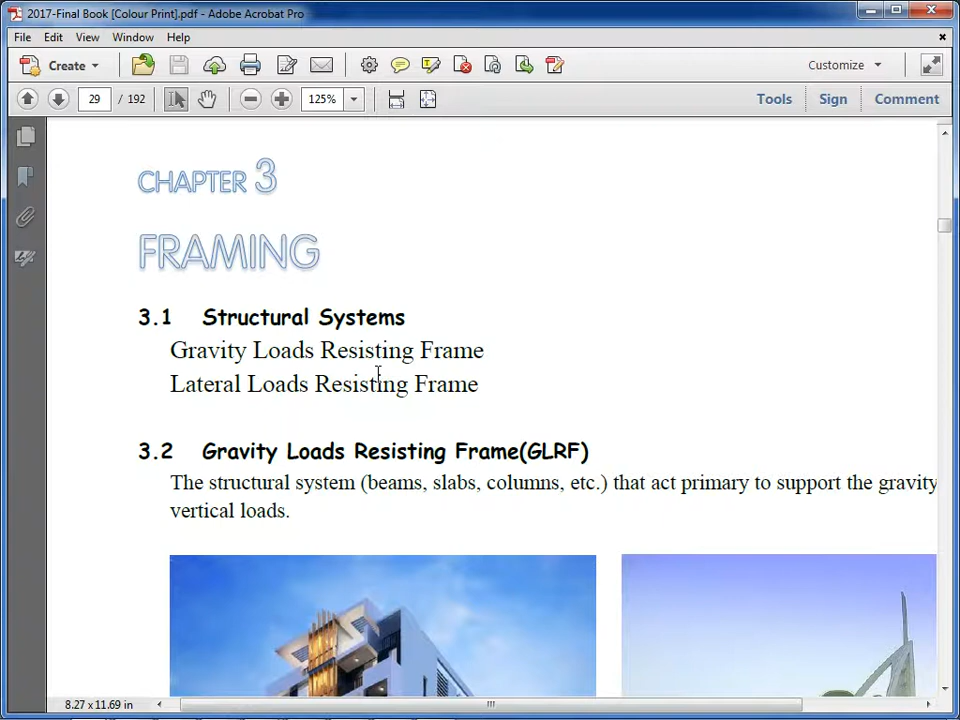 2017-Final Book [Colour Print].pdf - Adobe Acrobat Pro
File Edit View Window Help
Create Customize
29 / 192 125% Tools Sign Comment
CHAPTER 3
FRAMING
3.1 Structural Systems
Gravity Loads Resisting Frame
Lateral Loads Resisting Frame
3.2 Gravity Loads Resisting Frame(GLRF)
The structural system (beams, slabs, columns, etc.) that act primary to support the gravity
vertical loads.
8.27 x 11.69 in